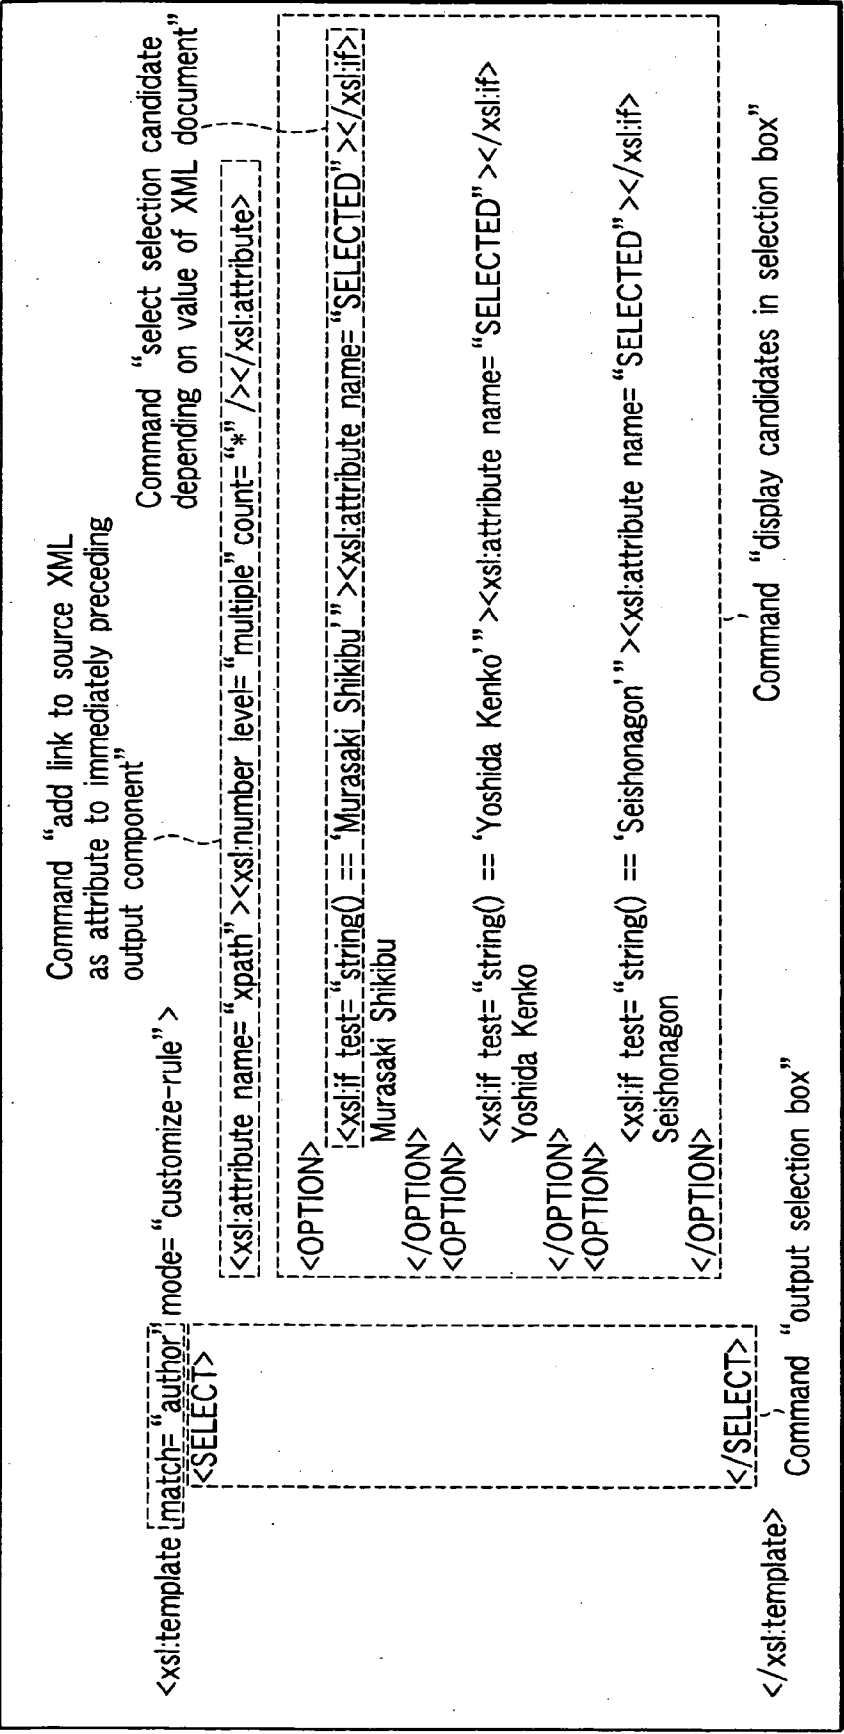 Command “add link to source XML
as attribute to immediately preceding
output component”
Command “select selection candidate
depending on value of XML document”
<xsl:template match=“author” mode=“customize-rule” >
<SELECT>
<xsl:attribute name=“xpath” ><xsl:number level=“multiple” count=“*” /></xsl:attribute>
<OPTION>
<xsl:if test=“string() == ‘Murasaki Shikibu’” ><xsl:attribute name=“SELECTED” ></xsl:if>
Murasaki Shikibu
</OPTION>
<OPTION>
<xsl:if test=“string() == ‘Yoshida Kenko’” ><xsl:attribute name=“SELECTED” ></xsl:if>
Yoshida Kenko
</OPTION>
<OPTION>
<xsl:if test=“string() == ‘Seishonagon’” ><xsl:attribute name=“SELECTED” ></xsl:if>
Seishonagon
</OPTION>
</SELECT>
</xsl:template>
Command “display candidates in selection box”
Command “output selection box”